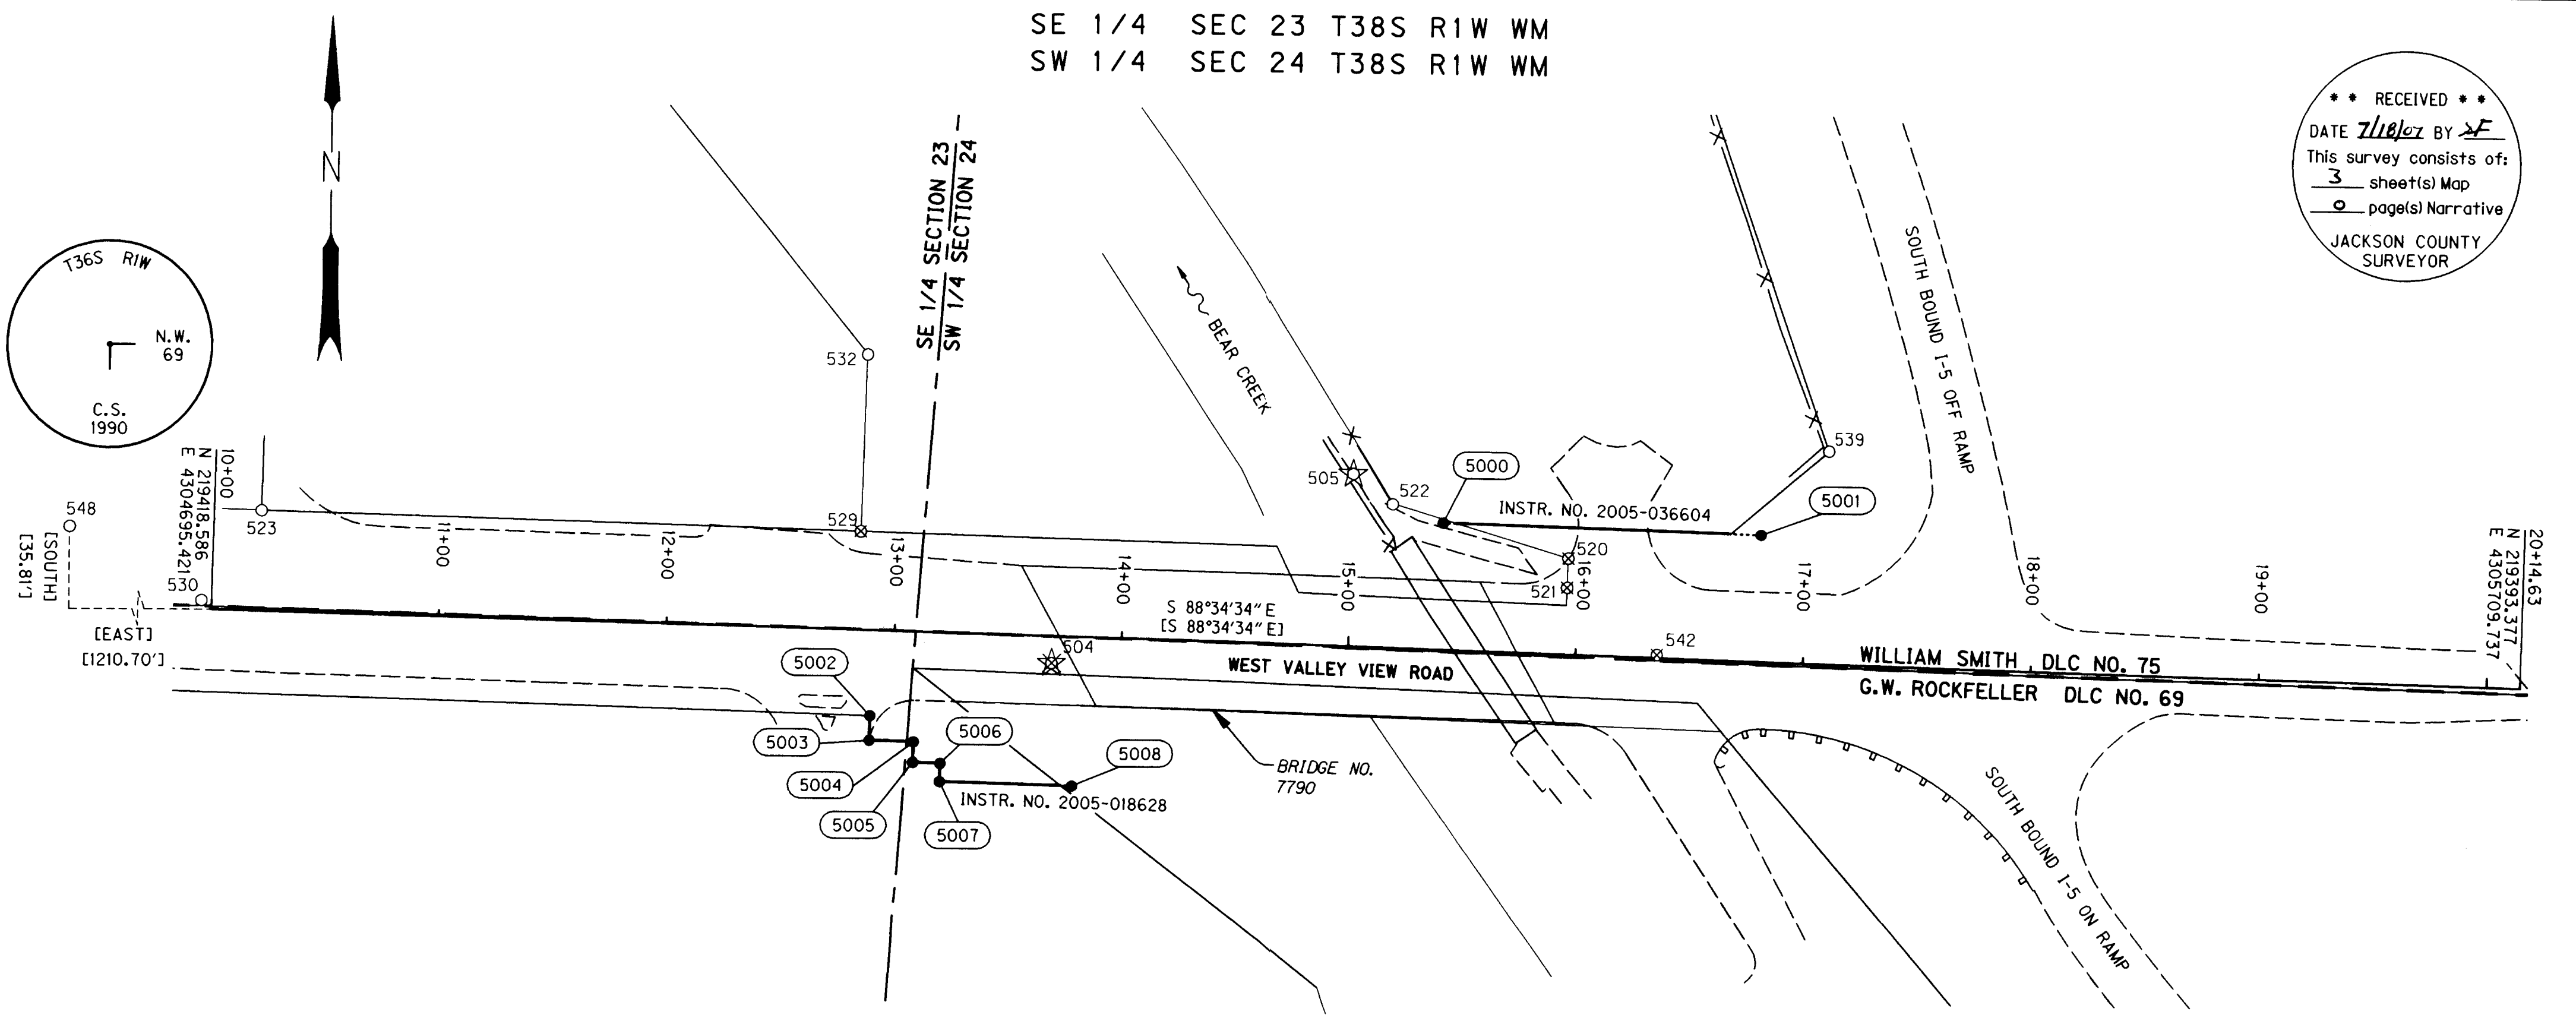 SE 1/4 SEC 23 T38S R1W WM
SW 1/4 SEC 24 T38S R1W WM
* * RECEIVED * *
DATE 7/18/07 BY SF
This survey consists of:
3 sheet(s) Map
0 page(s) Narrative
JACKSON COUNTY
SURVEYOR
N
T36S R1W
N.W.
69
C.S.
1990
SE 1/4 SECTION 23
SW 1/4 SECTION 24
BEAR CREEK
SOUTH BOUND I-5 OFF RAMP
532
539
505
522
5000
5001
INSTR. NO. 2005-036604
548
[SOUTH]
[35.81']
10+00
N 219418.586
E 4304695.421
523
529
530
520
521
11+00
12+00
13+00
14+00
15+00
16+00
17+00
18+00
19+00
20+14.63
N 219393.377
E 4305709.737
[EAST]
[1210.70']
S 88°34'34" E
[S 88°34'34" E]
504
542
WEST VALLEY VIEW ROAD
WILLIAM SMITH DLC NO. 75
G.W. ROCKFELLER DLC NO. 69
5002
5003
5004
5005
5006
5007
5008
INSTR. NO. 2005-018628
BRIDGE NO.
7790
SOUTH BOUND I-5 ON RAMP